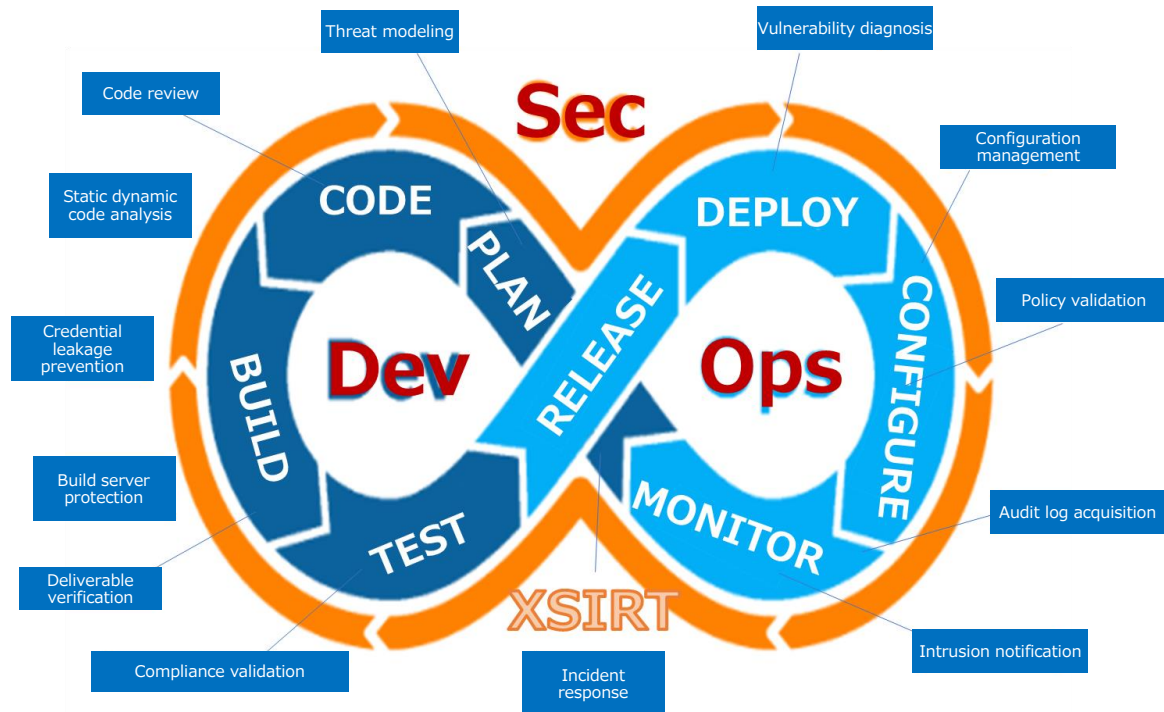 Threat modeling
Vulnerability diagnosis
Code review
Sec
Configuration
management
Static dynamic
code analysis
CODE
DEPLOY
PLAN
Policy validation
Credential
leakage
prevention
Dev
RELEASE
Ops
CONFIGURE
BUILD
Build server
protection
Audit log acquisition
TEST
MONITOR
Deliverable
verification
XSIRT
Compliance validation
Incident
response
Intrusion notification